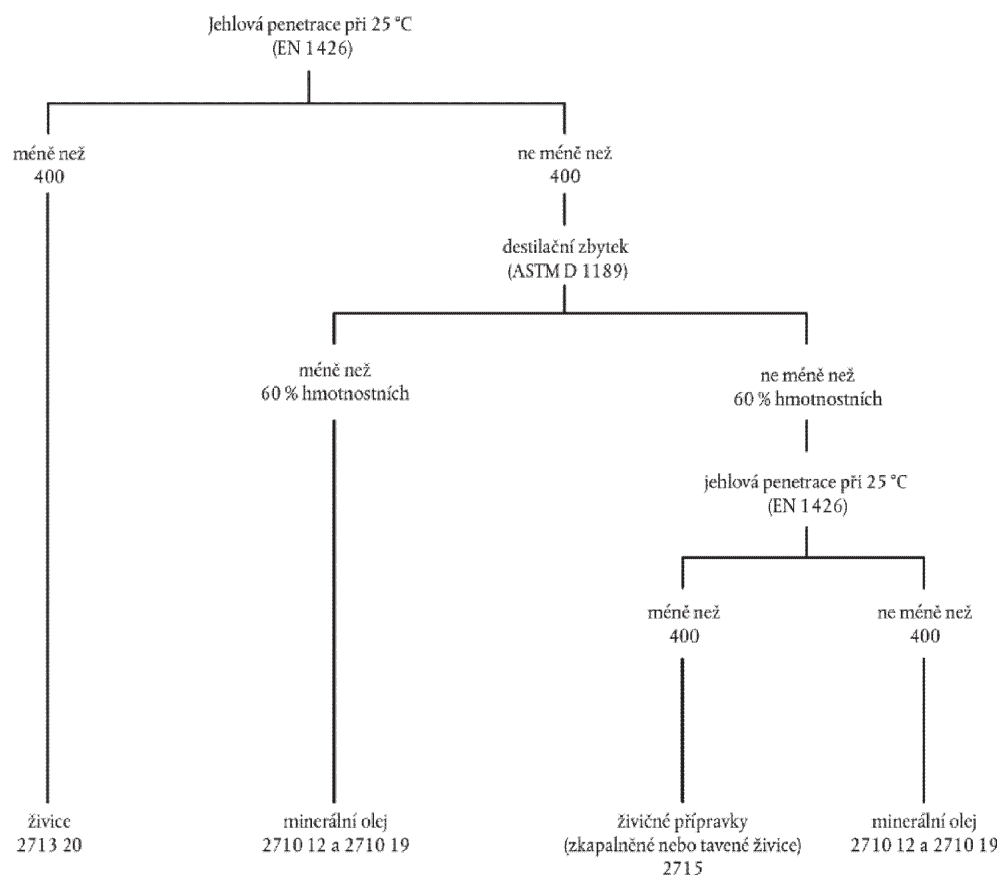 Jehlová penetrace při 25 °C
(EN 1426)
méně než
400
ne méně než
400
destilační zbytek
(ASTM D 1189)
méně než
60 % hmotnostních
ne méně než
60 % hmotnostních
jehlová penetrace pří 25 °C
(EN 1426)
méně než
400
ne méně než
400
živice
2713 20
minerální olej
2710 12 a 2710 19
živičné přípravky
(zkapalněné nebo tavené živice)
2715
minerální olej
2710 12 a 2710 19